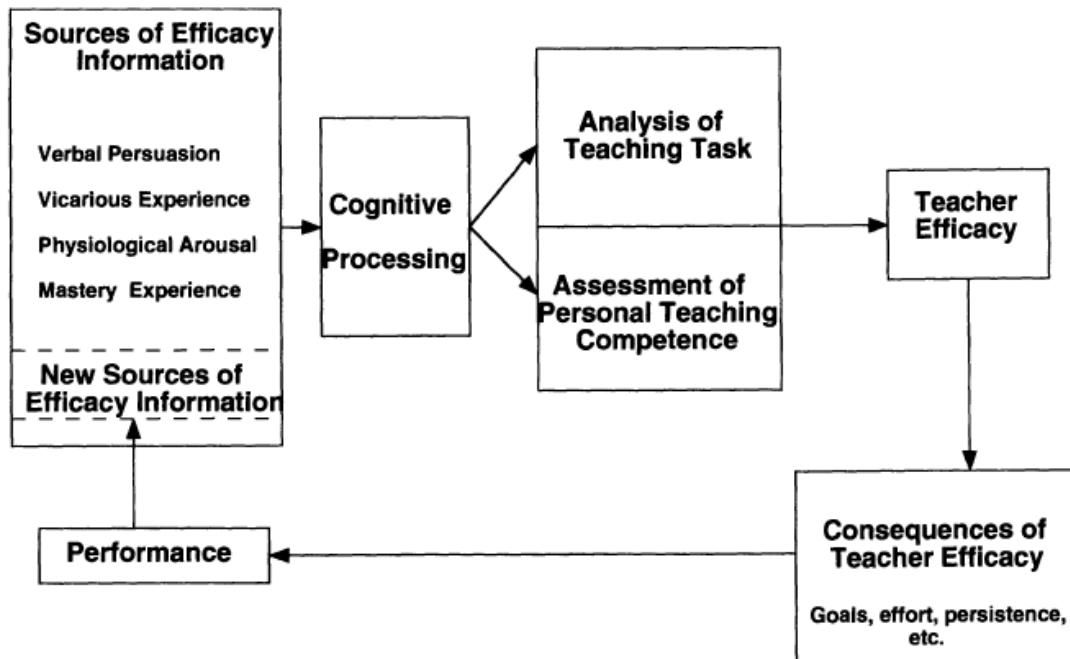 Sources of Efficacy
Information
Verbal Persuasion
Vicarious Experience
Physiological Arousal
Mastery Experience
New Sources of
Efficacy Information
Cognitive
Processing
Analysis of
Teaching Task
Assessment of
Personal Teaching
Competence
Teacher
Efficacy
Consequences of
Teacher Efficacy
Goals, effort, persistence,
etc.
Performance